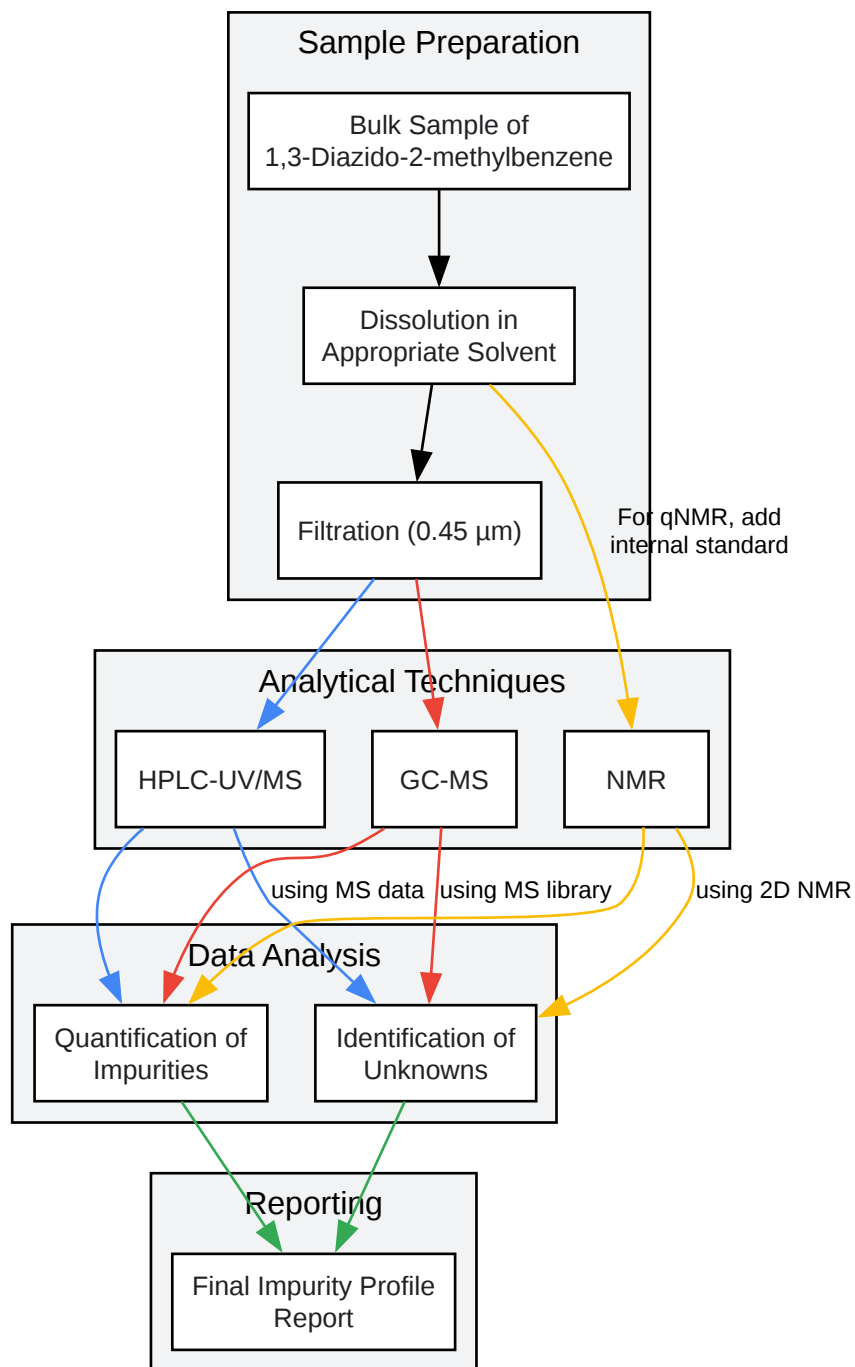 Sample Preparation
Bulk Sample of
1,3-Diazido-2-methylbenzene
Dissolution in
Appropriate Solvent
For qNMR, add
internal standard
Filtration (0.45 µm)
Analytical Techniques
HPLC-UV/MS
GC-MS
NMR
using MS data
using MS library
using 2D NMR
Data Analysis
Quantification of
Impurities
Identification of
Unknowns
Reporting
Final Impurity Profile
Report